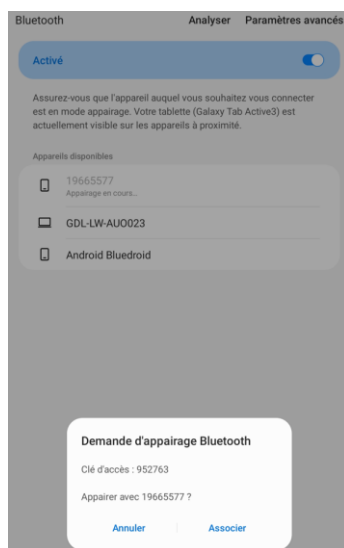 Bluetooth Analyser Paramètres avancés
Activé
Assurez-vous que l'appareil auquel vous souhaitez vous connecter
est en mode appairage. Votre tablette (Galaxy Tab Active3) est
actuellement visible sur les appareils à proximité.
Appareils disponibles
19665577
Appairage en cours...
GDL-LW-AUO023
Android Bluedroid
Demande d'appairage Bluetooth
Clé d'accès : 952763
Appairer avec 19665577 ?
Annuler Associer